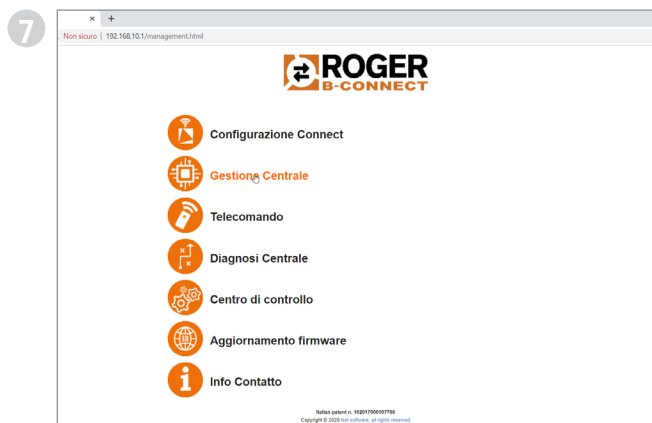 7
× +
Non sicuro | 192.168.10.1/management.html
ROGER
B-CONNECT
Configurazione Connect
Gestione Centrale
Telecomando
Diagnosi Centrale
Centro di controllo
Aggiornamento firmware
Info Contatto
Italian patent n. 102017000107766
Copyright © 2020 Net software, all rights reserved